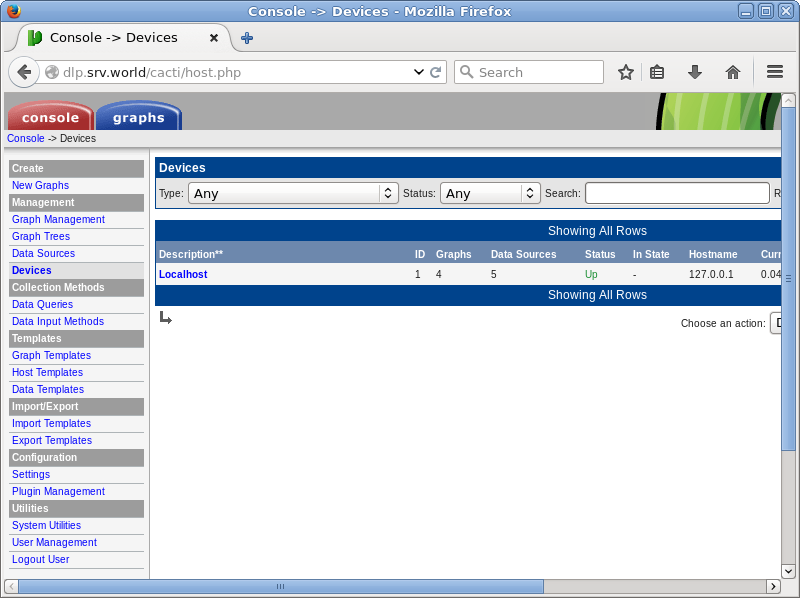 Console -> Devices - Mozilla Firefox
Console -> Devices
dlp.srv.world/cacti/host.php
Search
console
graphs
Console -> Devices
Create
New Graphs
Management
Graph Management
Graph Trees
Data Sources
Devices
Collection Methods
Data Queries
Data Input Methods
Templates
Graph Templates
Host Templates
Data Templates
Import/Export
Import Templates
Export Templates
Configuration
Settings
Plugin Management
Utilities
System Utilities
User Management
Logout User
Devices
Type: Any Status: Any Search:
Showing All Rows
Description** ID Graphs Data Sources Status In State Hostname
Localhost 1 4 5 Up - 127.0.0.1 0.04
Showing All Rows
Choose an action: